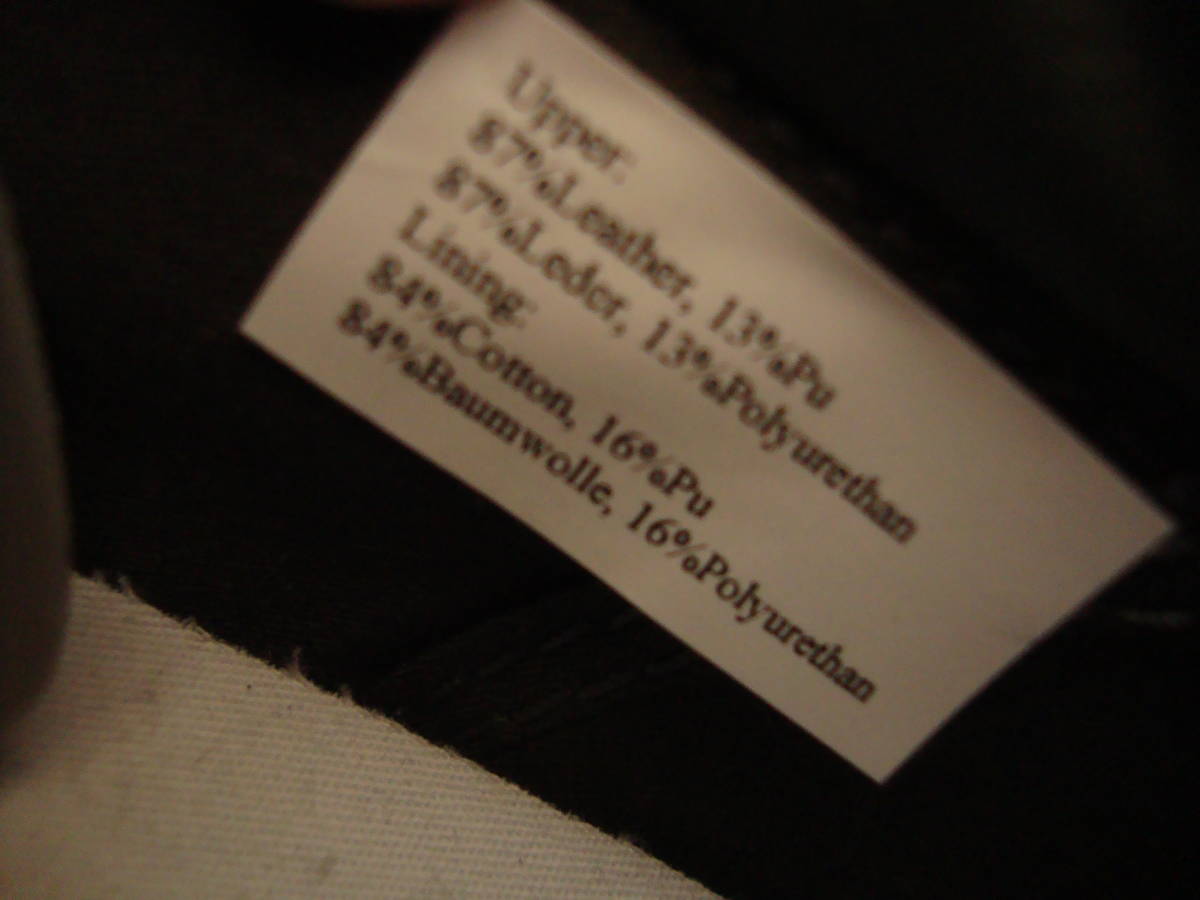 Upper:
87%Leather, 13%Pu
87%Leder, 13%Polyurethan
Lining:
84%Cotton, 16%Pu
84%Baumwolle, 16%Polyurethan